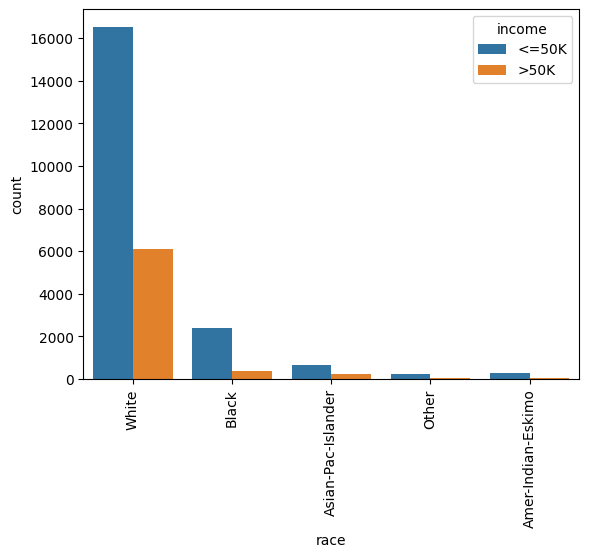 income
<=50K
>50K
count
16000
14000
12000
10000
8000
6000
4000
2000
0
White
Black
Asian-Pac-Islander
Other
Amer-Indian-Eskimo
race